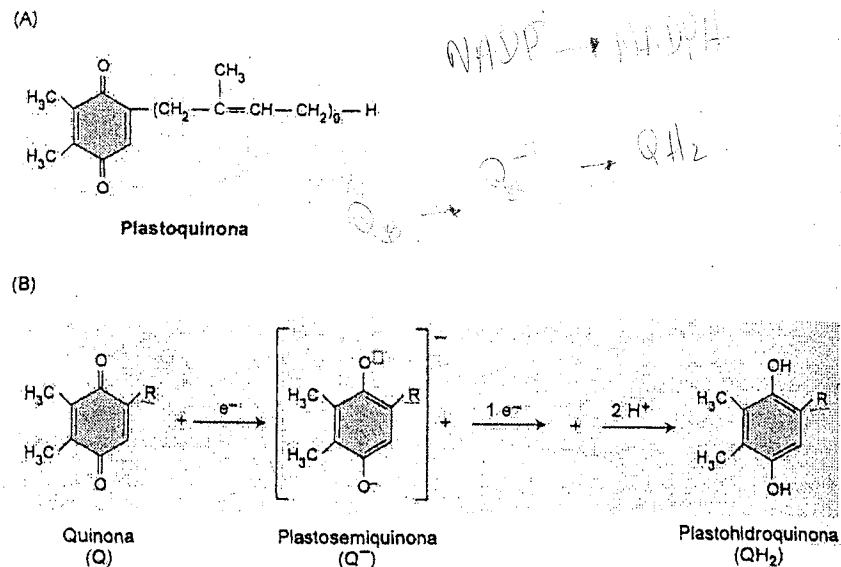 (A)
NADP → NADPH
O
CH₃
H₃C
(CH₂—C=CH—CH₂)₉—H
H₃C
O
Q → Q⁻ → QH₂
Plastoquinona
(B)
O
H₃C
R
H₃C
O
+ e⁻
O□
H₃C
R
H₃C
O⁻
−
+ 1 e⁻
+ 2 H⁺
OH
H₃C
R
H₃C
OH
Quinona
(Q)
Plastosemiquinona
(Q⁻)
Plastohidroquinona
(QH₂)